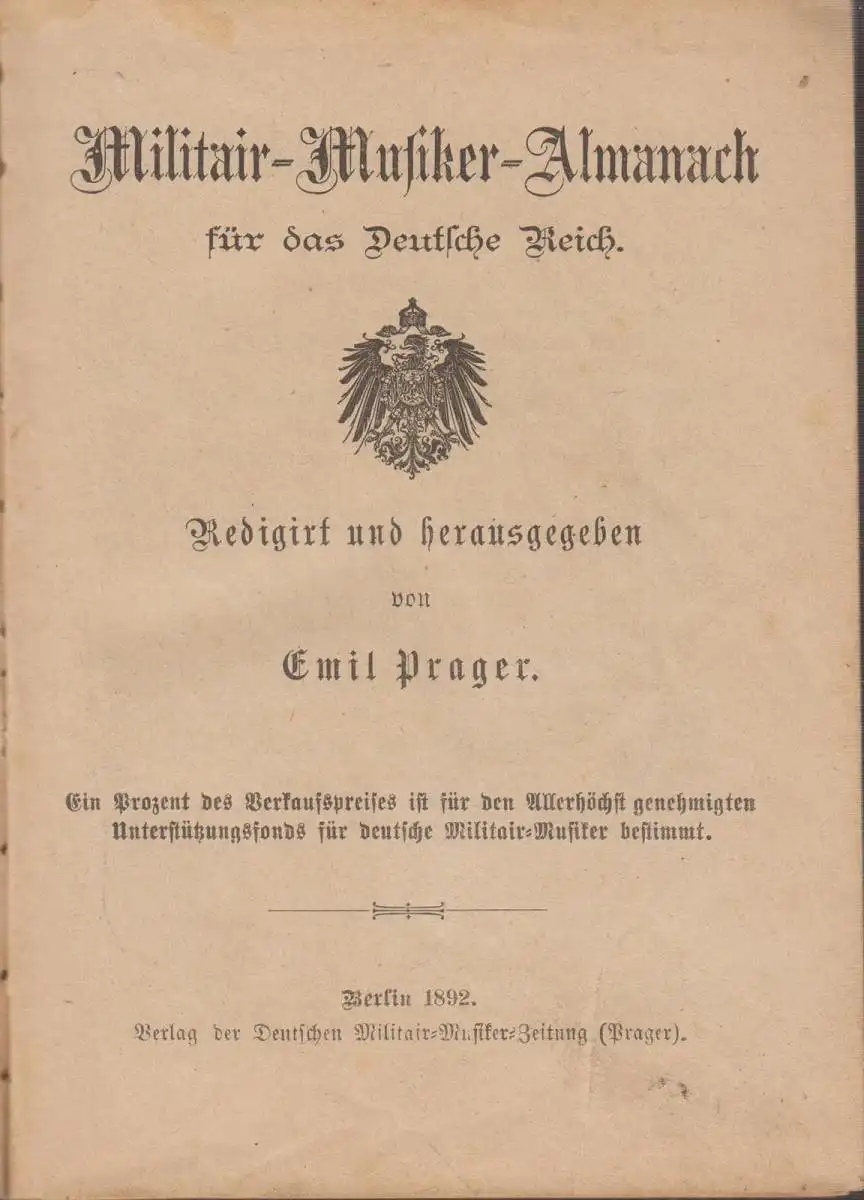 Militair-Musiker-Almanach
für das Deutsche Reich.
Redigirt und herausgegeben
von
Emil Prager.
Ein Prozent des Verkaufspreises ist für den Allerhöchst genehmigten
Unterstützungsfonds für deutsche Militair-Musiker bestimmt.
Berlin 1892.
Verlag der Deutschen Militair-Musiker-Zeitung (Prager).